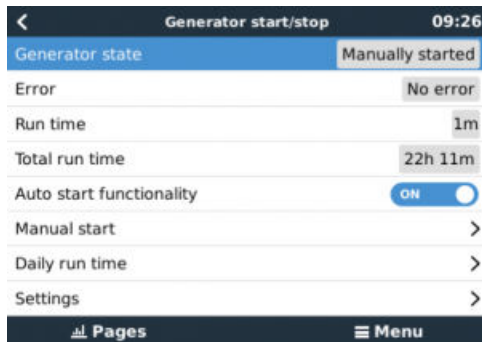 Generator start/stop 09:26
Generator state Manually started
Error No error
Run time 1m
Total run time 22h 11m
Auto start functionality ON
Manual start
Daily run time
Settings
Pages Menu